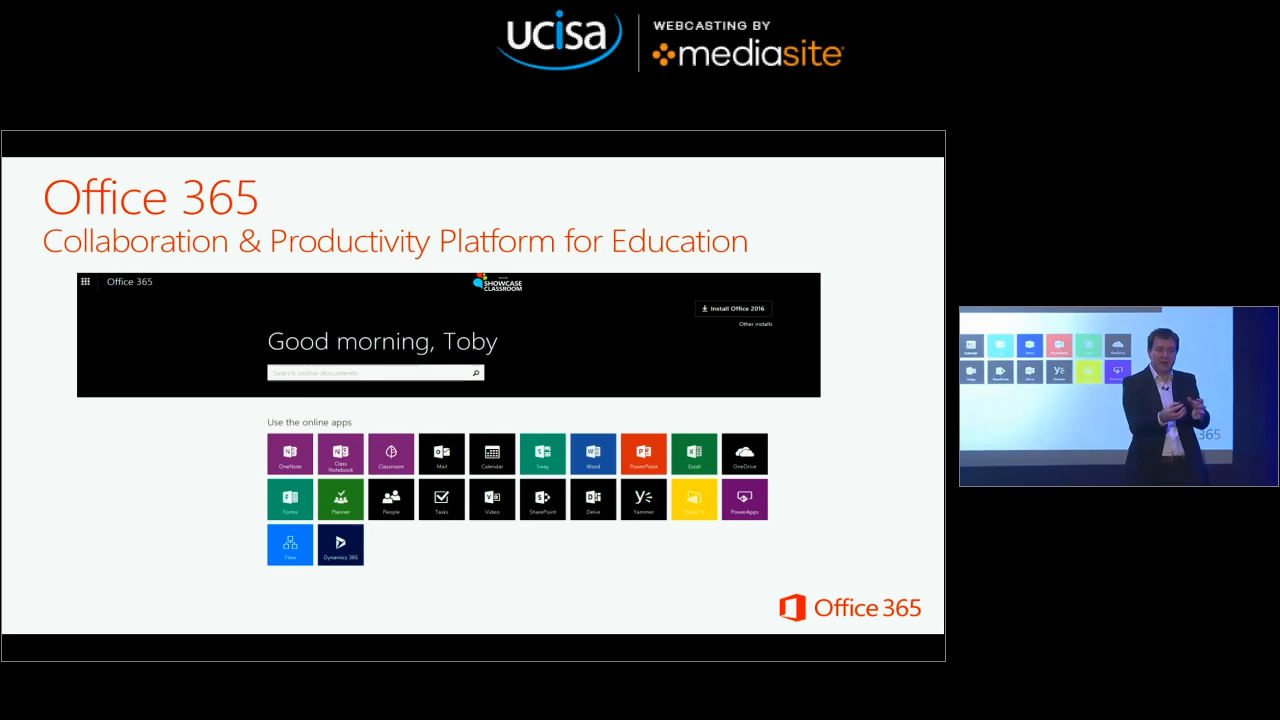 ucisa
WEBCASTING BY
mediasite
Office 365
Collaboration & Productivity Platform for Education
Office 365
SHOWCASE
CLASSROOM
Install Office 2016
Other installs
Good morning, Toby
Search online documents
Use the online apps
OneNote
Class Notebook
Classroom
Mail
Calendar
Sway
Word
PowerPoint
Excel
OneDrive
Forms
Planner
People
Tasks
Video
SharePoint
Delve
Yammer
PowerApps
Flow
Dynamics 365
Office 365